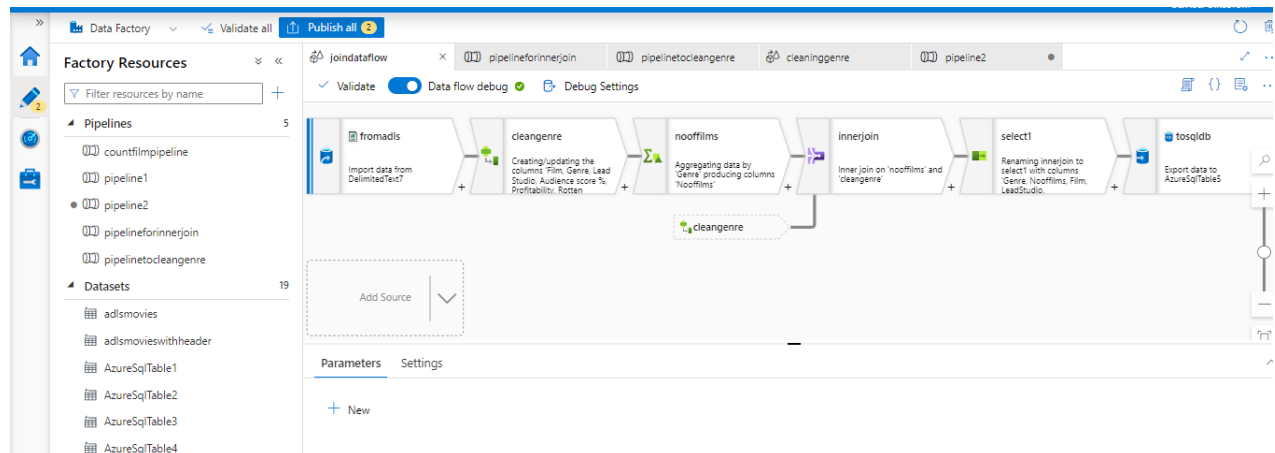 Data Factory
Validate all
Publish all 2
Factory Resources
Filter resources by name
2
Pipelines 5
countfilmpipeline
pipeline1
pipeline2
pipelineforinnerjoin
pipelinetocleangenre
Datasets 19
adlsmovies
adlsmovieswithheader
AzureSqlTable1
AzureSqlTable2
AzureSqlTable3
AzureSqlTable4
joindataflow
pipelineforinnerjoin
pipelinetocleangenre
cleaninggenre
pipeline2
Validate
Data flow debug
Debug Settings
fromadls
Import data from
DelimitedText7
cleangenre
Creating/updating the
columns 'Film, Genre, Lead
Studio, Audience score %,
Profitability, Rotten
nooffilms
Aggregating data by
'Genre' producing columns
'Nooffilms'
innerjoin
Inner join on 'nooffilms' and
'cleangenre'
select1
Renaming innerjoin to
select1 with columns
'Genre, Nooffilms, Film,
LeadStudio,
tosqldb
Export data to
AzureSqlTable5
cleangenre
Add Source
Parameters
Settings
New